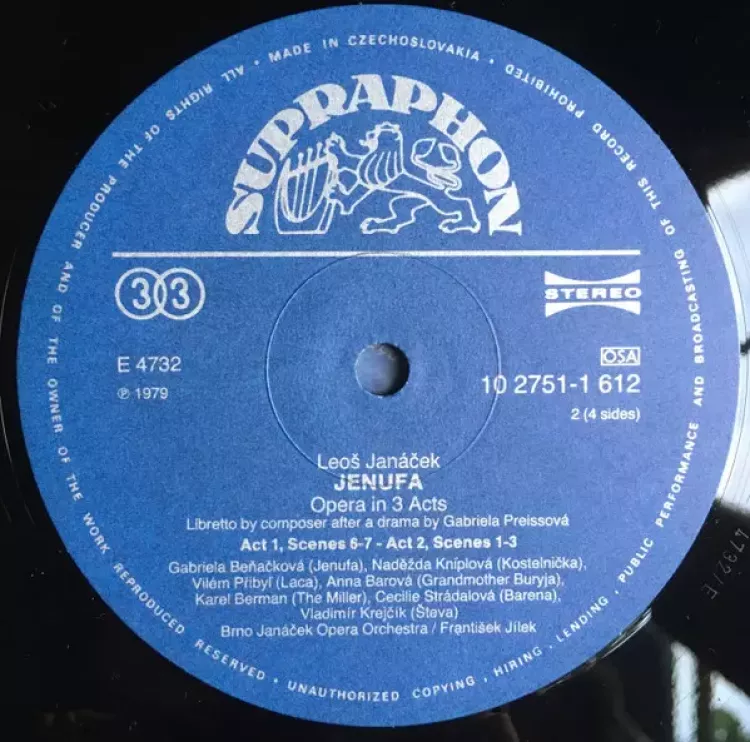 ALL RIGHTS OF THE PRODUCER AND OF THE OWNER OF THE WORK REPRODUCED RESERVED • UNAUTHORIZED COPYING, HIRING, LENDING, PUBLIC PERFORMANCE AND BROADCASTING OF THIS RECORD PROHIBITED • MADE IN CZECHOSLOVAKIA •
SUPRAPHON
33
STEREO
E 4732
℗ 1979
OSA
10 2751-1 612
2 (4 sides)
Leoš Janáček
JENUFA
Opera in 3 Acts
Libretto by composer after a drama by Gabriela Preissová
Act 1, Scenes 6-7 - Act 2, Scenes 1-3
Gabriela Beňačková (Jenufa), Naděžda Kniplová (Kostelnička),
Vilém Přibyl (Laca), Anna Barová (Grandmother Buryja),
Karel Berman (The Miller), Cecilie Strádalová (Barena),
Vladimír Krejčík (Števa)
Brno Janáček Opera Orchestra / František Jílek
4732/E